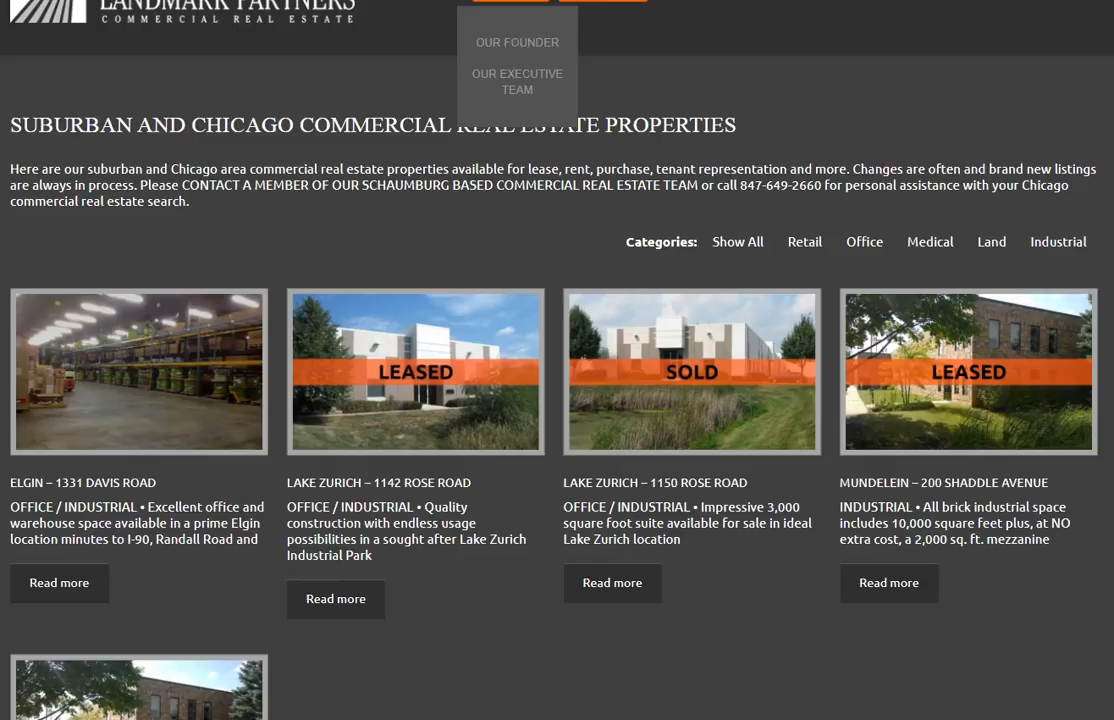 LANDMARK PARTNERS
COMMERCIAL REAL ESTATE
OUR FOUNDER
OUR EXECUTIVE
TEAM
SUBURBAN AND CHICAGO COMMERCIAL REAL ESTATE PROPERTIES
Here are our suburban and Chicago area commercial real estate properties available for lease, rent, purchase, tenant representation and more. Changes are often and brand new listings
are always in process. Please CONTACT A MEMBER OF OUR SCHAUMBURG BASED COMMERCIAL REAL ESTATE TEAM or call 847-649-2660 for personal assistance with your Chicago
commercial real estate search.
Categories: Show All Retail Office Medical Land Industrial
LEASED
SOLD
LEASED
ELGIN – 1331 DAVIS ROAD
OFFICE / INDUSTRIAL • Excellent office and
warehouse space available in a prime Elgin
location minutes to I-90, Randall Road and
Read more
LAKE ZURICH – 1142 ROSE ROAD
OFFICE / INDUSTRIAL • Quality
construction with endless usage
possibilities in a sought after Lake Zurich
Industrial Park
Read more
LAKE ZURICH – 1150 ROSE ROAD
OFFICE / INDUSTRIAL • Impressive 3,000
square foot suite available for sale in ideal
Lake Zurich location
Read more
MUNDELEIN – 200 SHADDLE AVENUE
INDUSTRIAL • All brick industrial space
includes 10,000 square feet plus, at NO
extra cost, a 2,000 sq. ft. mezzanine
Read more